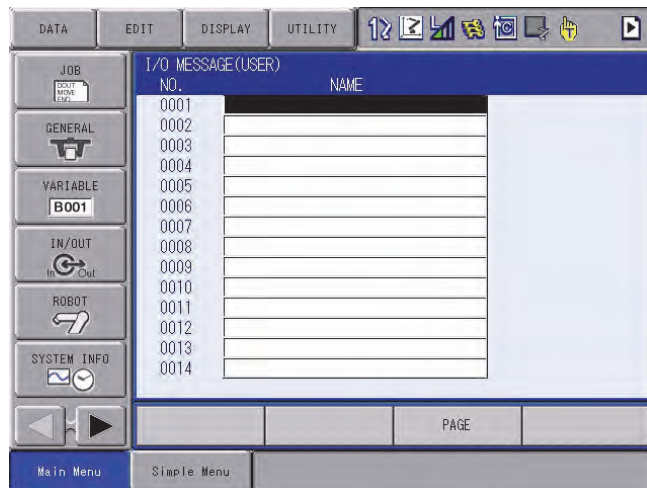 DATA EDIT DISPLAY UTILITY
JOB
DOUT
MOVE
END
GENERAL
VARIABLE
B001
IN/OUT
In Out
ROBOT
SYSTEM INFO
I/O MESSAGE(USER)
NO. NAME
0001
0002
0003
0004
0005
0006
0007
0008
0009
0010
0011
0012
0013
0014
PAGE
Main Menu Simple Menu